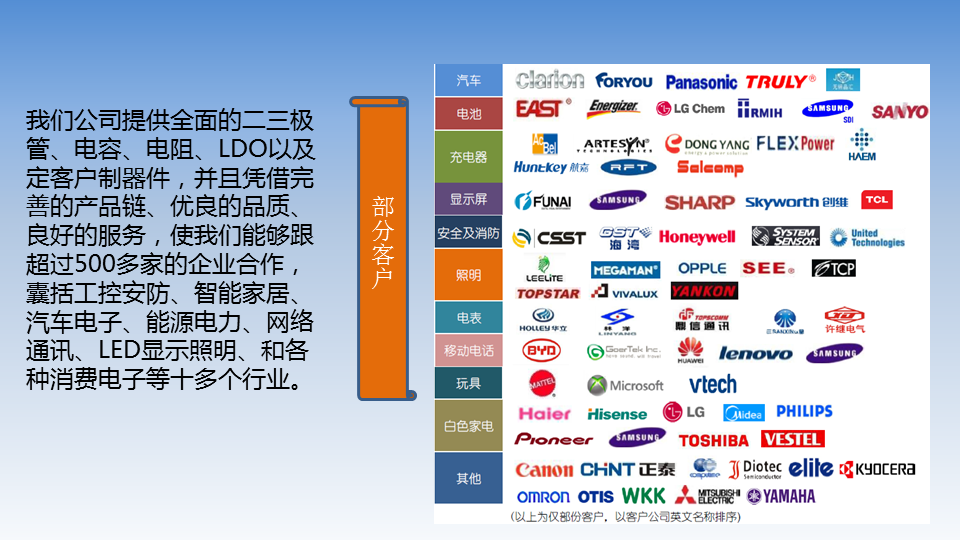 我们公司提供全面的二三极
管、电容、电阻、LDO以及
定客户制器件，并且凭借完
善的产品链、优良的品质、
良好的服务，使我们能够跟
超过500多家的企业合作，
囊括工控安防、智能家居、
汽车电子、能源电力、网络
通讯、LED显示照明、和各
种消费电子等十多个行业。
部分客户
汽车
clarion FORYOU Panasonic TRULY
电池
EAST Energizer LG Chem TRMIH SAMSUNG SDI SANYO
充电器
AcBel ARTESYN TECHNOLOGIES DONG YANG FLEX Power HAEM
HuntKey 航嘉 RFT Salcomp
显示屏
FUNAI SAMSUNG SHARP Skyworth 创维 TCL
安全及消防
CSST GST 海湾 Honeywell SYSTEM SENSOR United Technologies
照明
LEELITE MEGAMAN OPPLE SEE TCP
TOPSTAR VIVALUX YANKON
电表
HOLLEY 华立 林洋 LINYANG TOPSCOMM 鼎信通讯 许继电气
移动电话
BYD GoerTek Inc. HUAWEI lenovo SAMSUNG
玩具
MATTEL Microsoft vtech
白色家电
Haier Hisense LG Midea PHILIPS
Pioneer SAMSUNG TOSHIBA VESTEL
其他
Canon CHNT 正泰 Diotec Semiconductor elite KYOCERA
OMRON OTIS WKK MITSUBISHI ELECTRIC YAMAHA
(以上为仅部份客户，以客户公司英文名称排序)